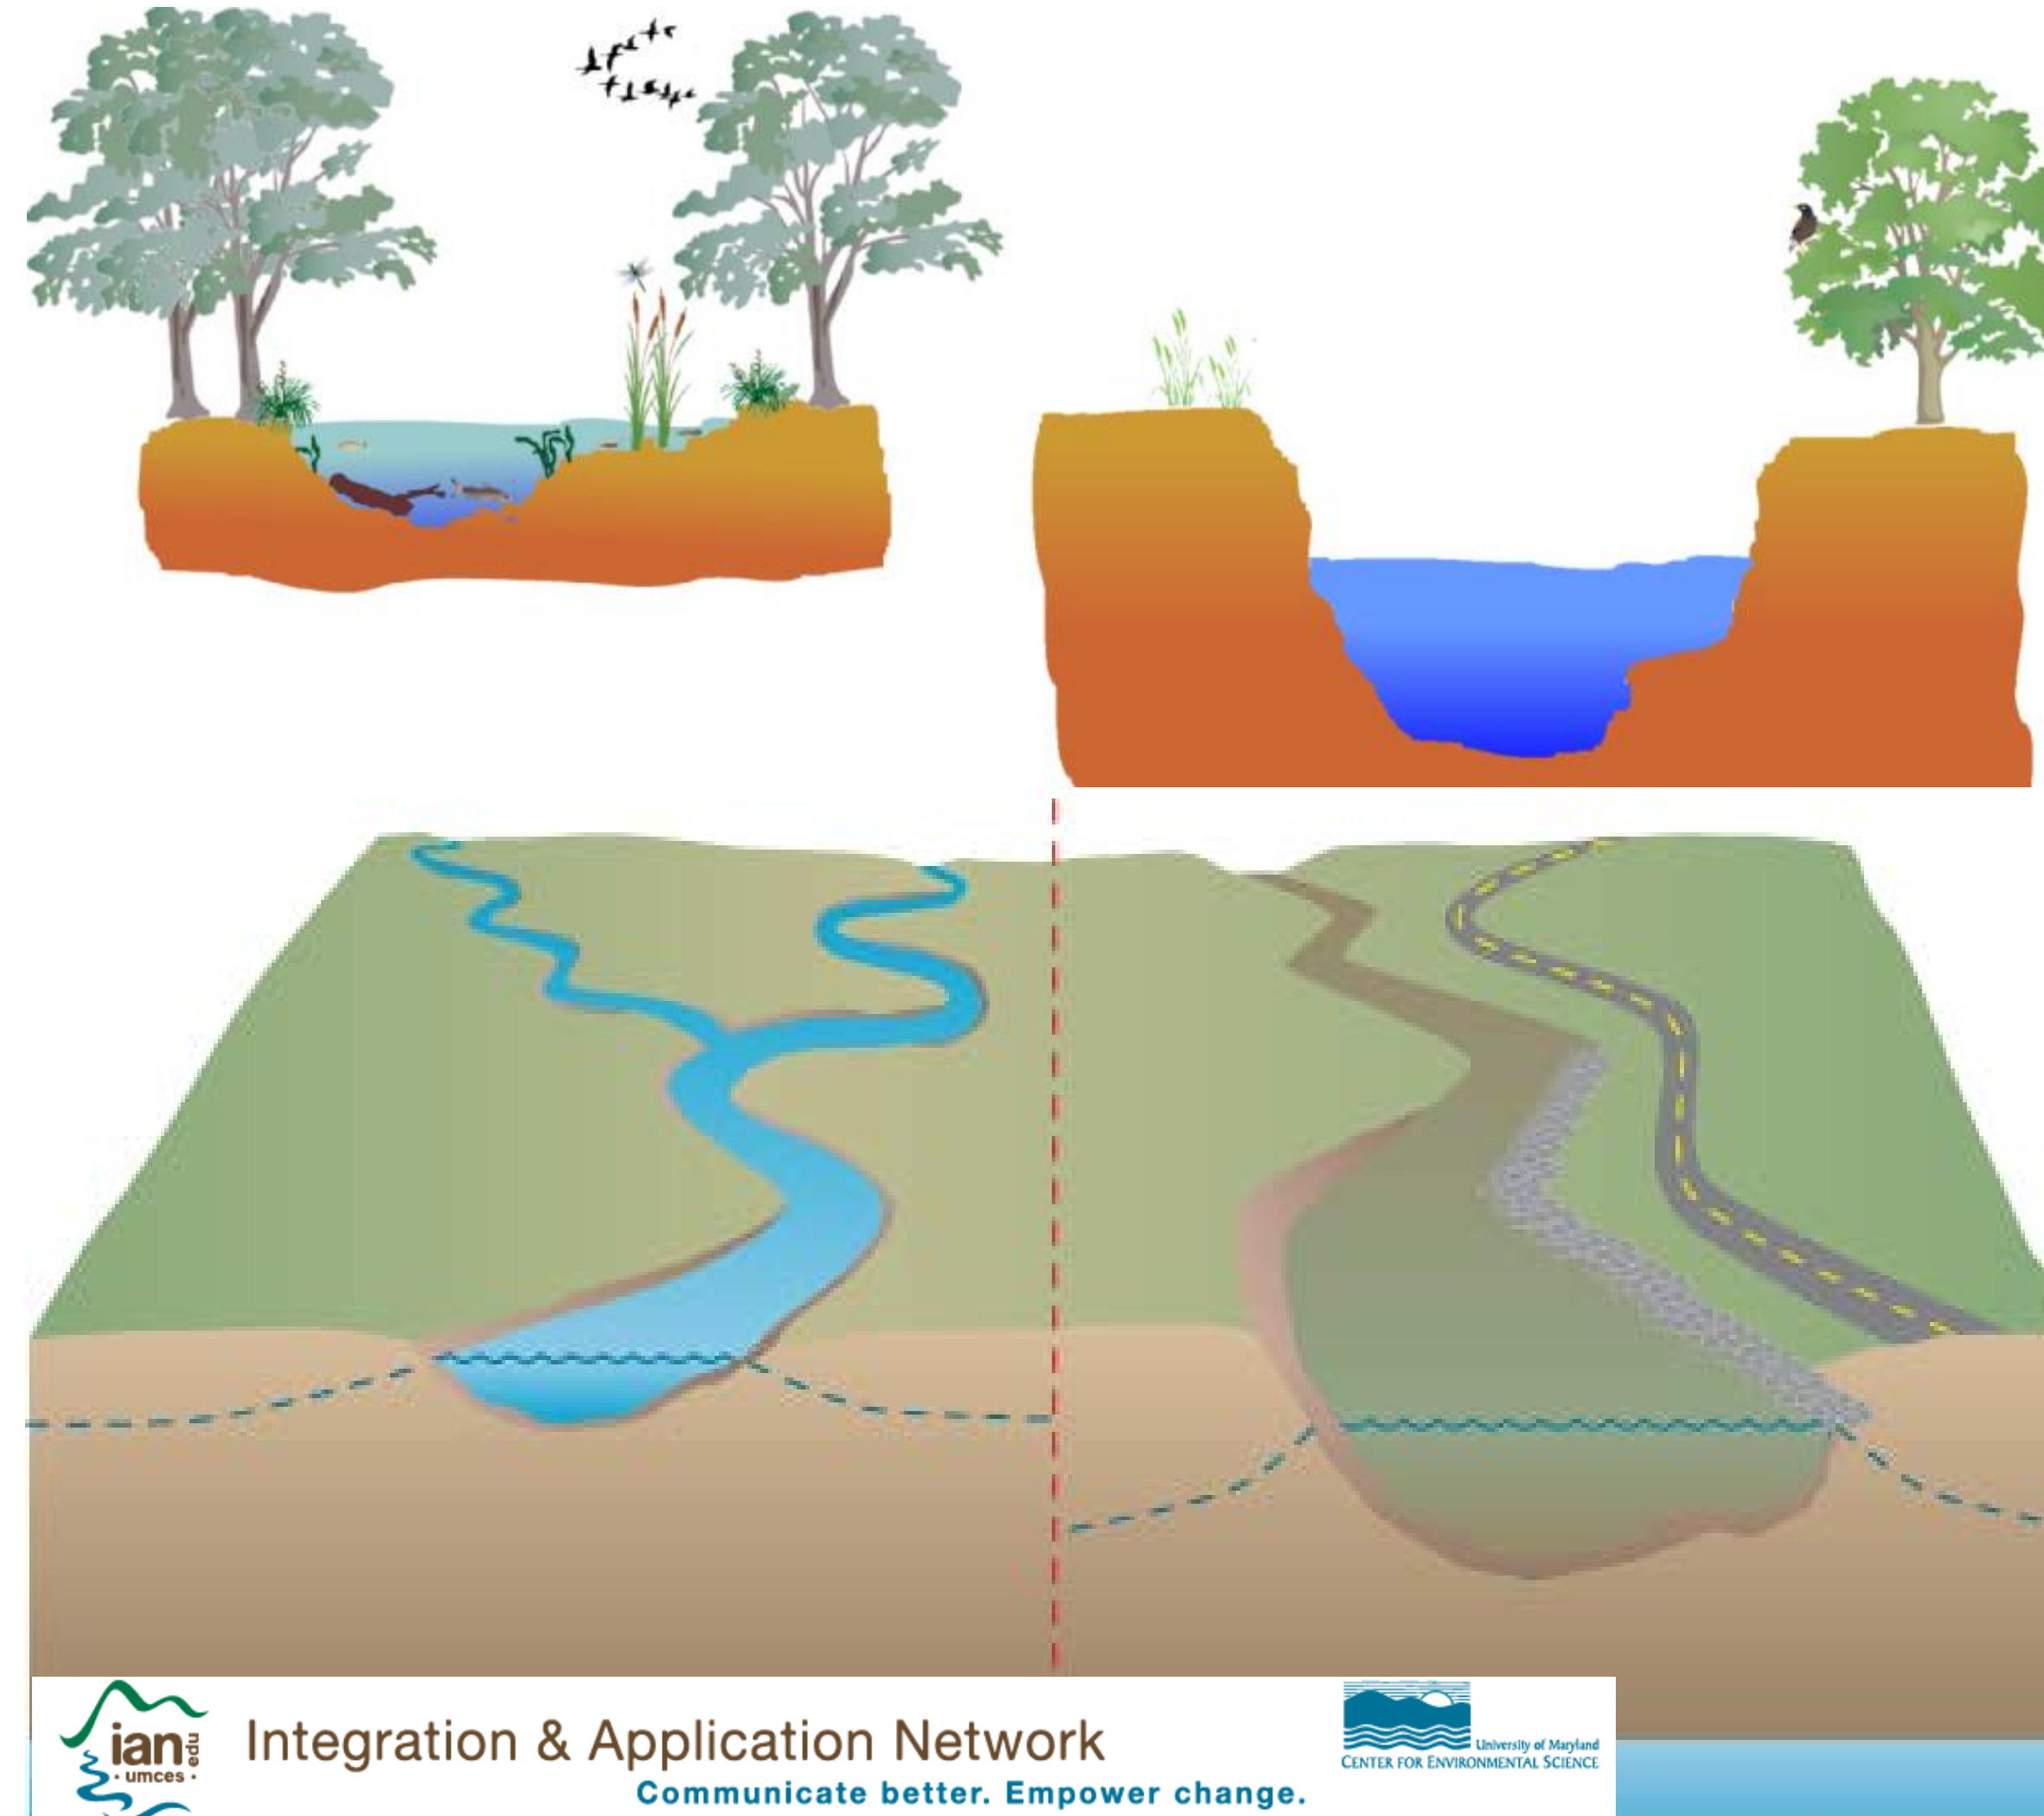 ian
edu
• umces •
Integration & Application Network
Communicate better. Empower change.
University of Maryland
CENTER FOR ENVIRONMENTAL SCIENCE